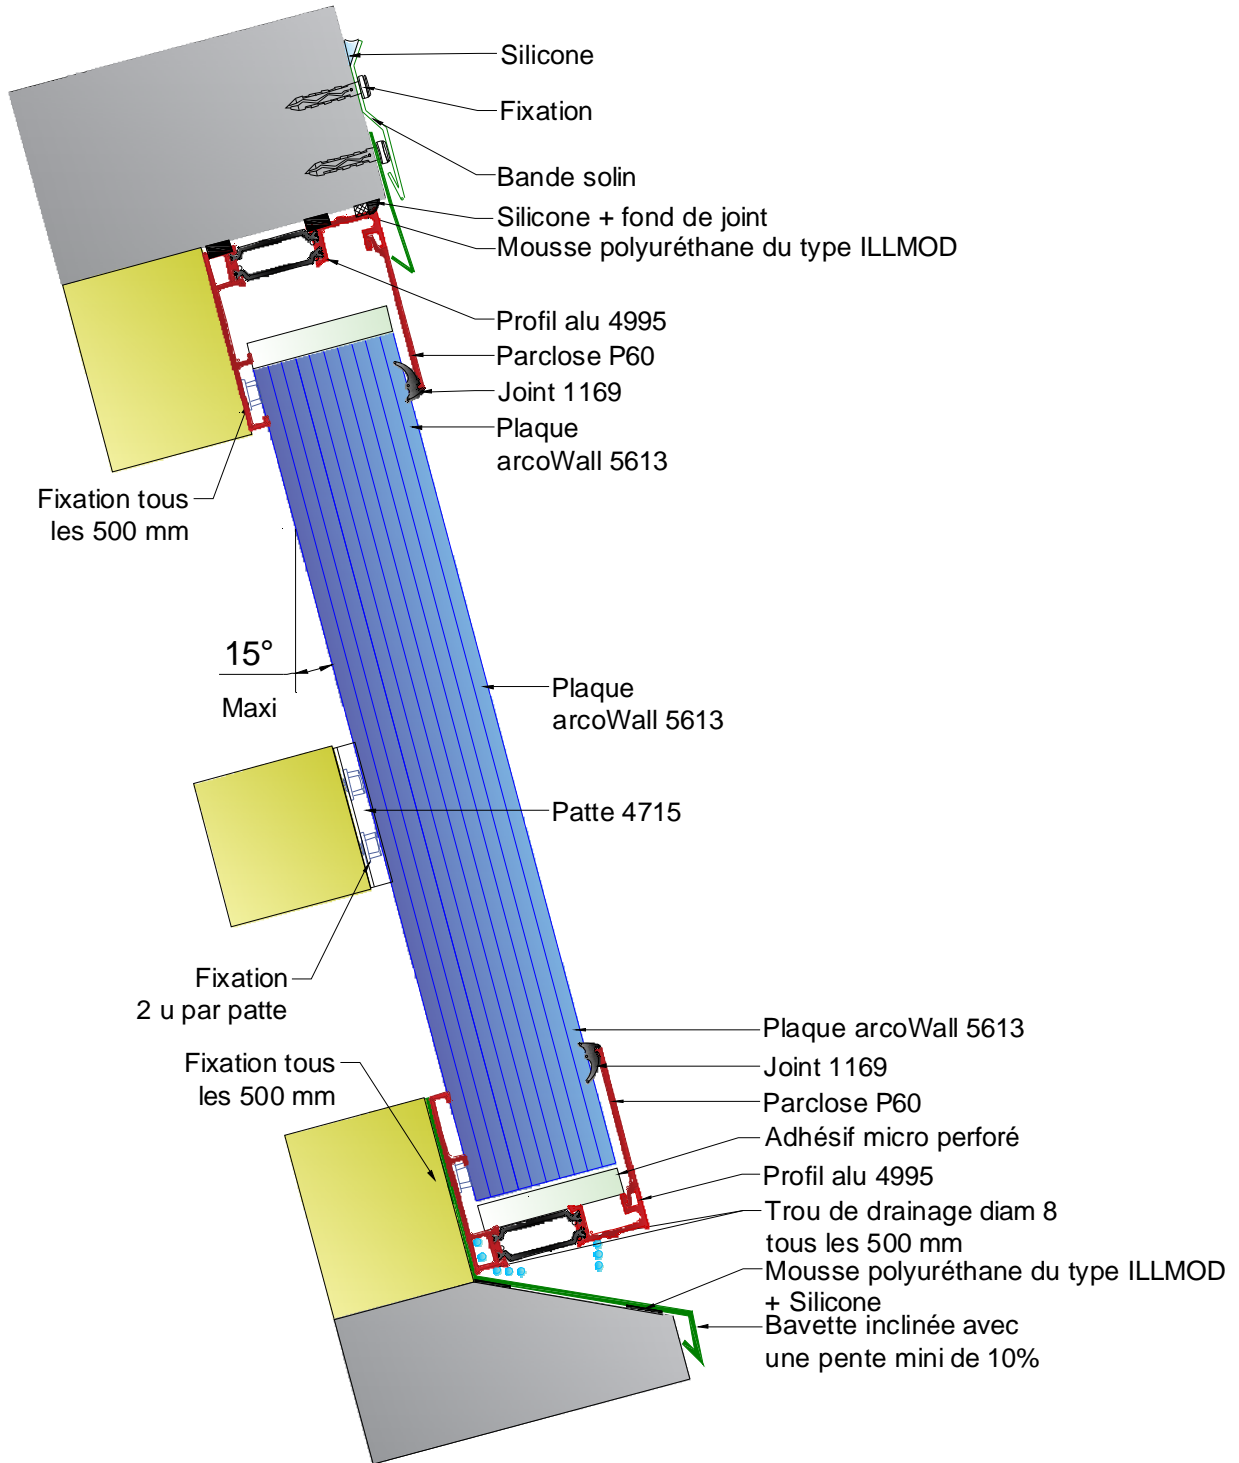 Silicone
Fixation
Bande solin
Silicone + fond de joint
Mousse polyuréthane du type ILLMOD
Profil alu 4995
Parclose P60
Joint 1169
Plaque
arcoWall 5613
Fixation tous
les 500 mm
15°
Maxi
Plaque
arcoWall 5613
Patte 4715
Fixation
2 u par patte
Plaque arcoWall 5613
Fixation tous
les 500 mm
Joint 1169
Parclose P60
Adhésif micro perforé
Profil alu 4995
Trou de drainage diam 8
tous les 500 mm
Mousse polyuréthane du type ILLMOD
+ Silicone
Bavette inclinée avec
une pente mini de 10%